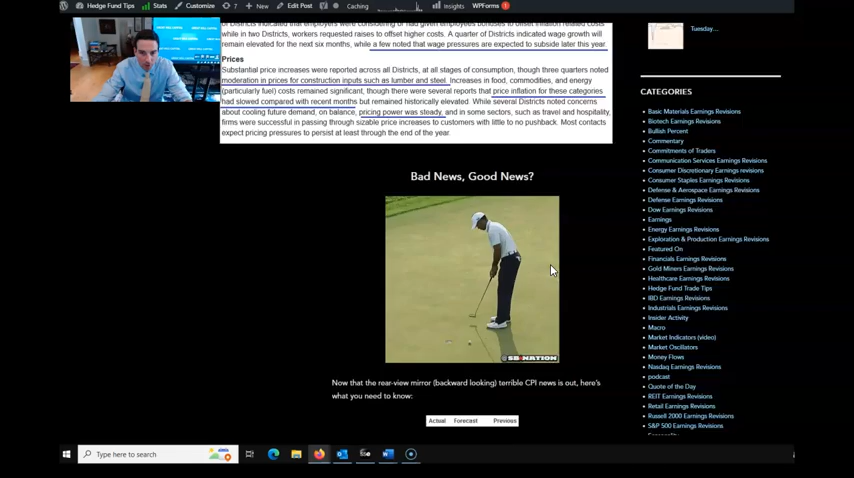 Hedge Fund Tips
Stats
Customize
7
New
Edit Post
Caching
Insights
WPForms
1
of Districts indicated that employers were considering or had given employees bonuses to offset inflation related costs
while in two Districts, workers requested raises to offset higher costs. A quarter of Districts indicated wage growth will
remain elevated for the next six months, while a few noted that wage pressures are expected to subside later this year.
Prices
Substantial price increases were reported across all Districts, at all stages of consumption, though three quarters noted
moderation in prices for construction inputs such as lumber and steel. Increases in food, commodities, and energy
(particularly fuel) costs remained significant, though there were several reports that price inflation for these categories
had slowed compared with recent months but remained historically elevated. While several Districts noted concerns
about cooling future demand, on balance, pricing power was steady, and in some sectors, such as travel and hospitality,
firms were successful in passing through sizable price increases to customers with little to no pushback. Most contacts
expect pricing pressures to persist at least through the end of the year.
Bad News, Good News?
SB NATION
Now that the rear-view mirror (backward looking) terrible CPI news is out, here's
what you need to know:
Actual Forecast Previous
Tuesday…
CATEGORIES
Basic Materials Earnings Revisions
Biotech Earnings Revisions
Bullish Percent
Commentary
Commitments of Traders
Communication Services Earnings Revisions
Consumer Discretionary Earnings revisions
Consumer Staples Earnings Revisions
Defense & Aerospace Earnings Revisions
Defense Earnings Revisions
Dow Earnings Revisions
Earnings
Energy Earnings Revisions
Exploration & Production Earnings Revisions
Featured On
Financials Earnings Revisions
Gold Miners Earnings Revisions
Healthcare Earnings Revisions
Hedge Fund Trade Tips
IBD Earnings Revisions
Industrials Earnings Revisions
Insider Activity
Macro
Market Indicators (video)
Market Oscillators
Money Flows
Nasdaq Earnings Revisions
podcast
Quote of the Day
REIT Earnings Revisions
Retail Earnings Revisions
Russell 2000 Earnings Revisions
S&P 500 Earnings Revisions
Type here to search